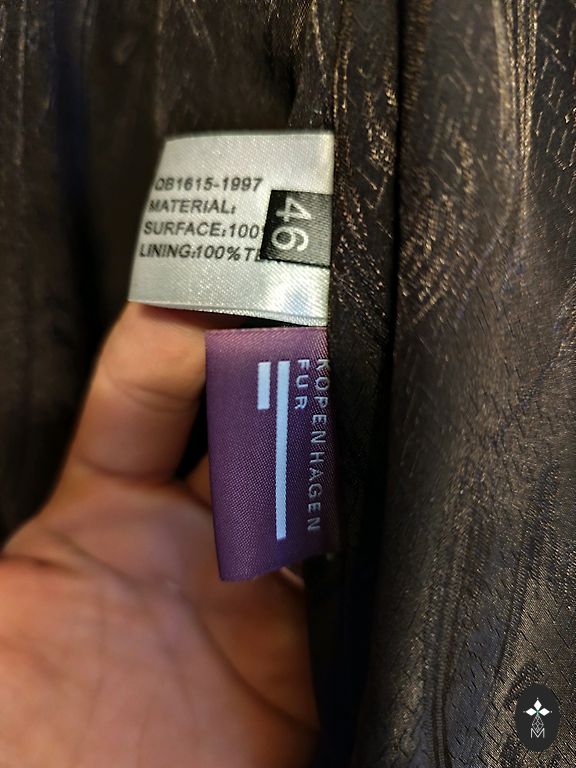 QB1615-1997
MATERIAL:
SURFACE:100
LINING:100%
46
KOPENHAGEN
FUR
M